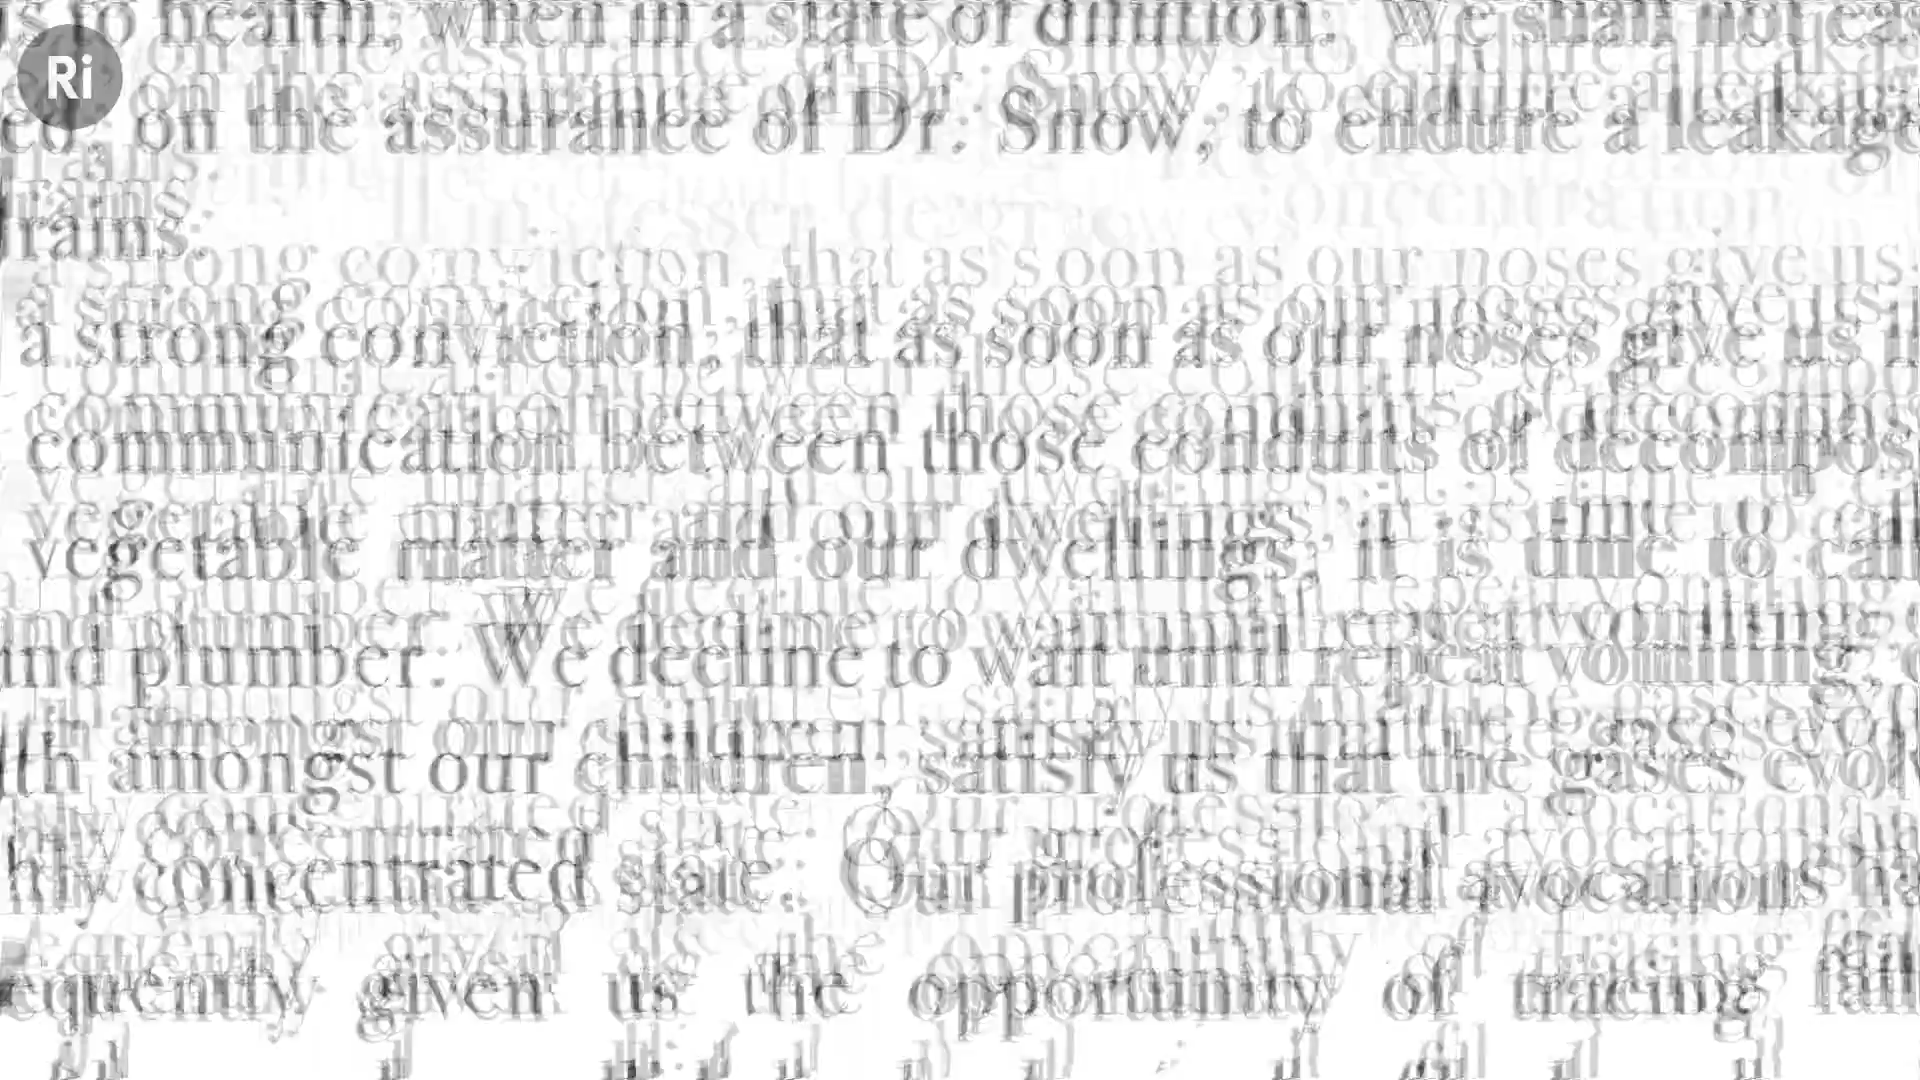 Ri
s to health, when in a state of dilution. We shall not
on the assurance of Dr. Snow, to endure a leakage
rains.
a strong conviction, that as soon as our noses give us
communication between those conduits of decompos
vegetable matter and our dwellings, it is time to call
and plumber. We decline to wait until repeat vomiting,
lth amongst our children, satisfy us that the gases evol
hly concentrated state. Our professional avocations ha
equently given us the opportunity of tracing